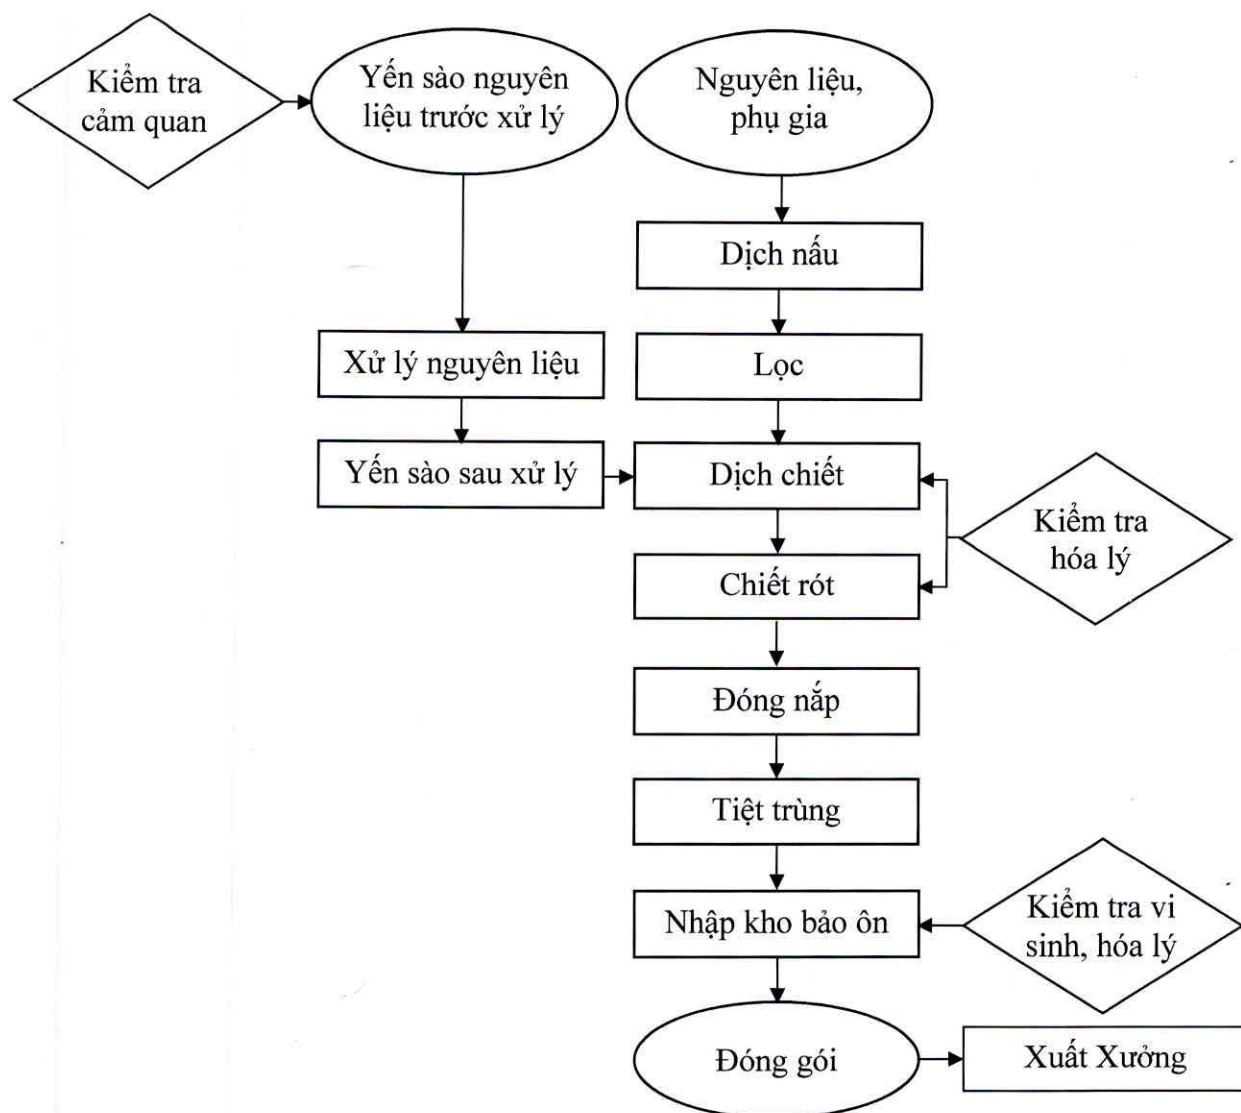 Kiểm tra
cảm quan
Yến sào nguyên
liệu trước xử lý
Nguyên liệu,
phụ gia
Dịch nấu
Xử lý nguyên liệu
Lọc
Yến sào sau xử lý
Dịch chiết
Kiểm tra
hóa lý
Chiết rót
Đóng nắp
Tiệt trùng
Nhập kho bảo ôn
Kiểm tra vi
sinh, hóa lý
Đóng gói
Xuất Xưởng